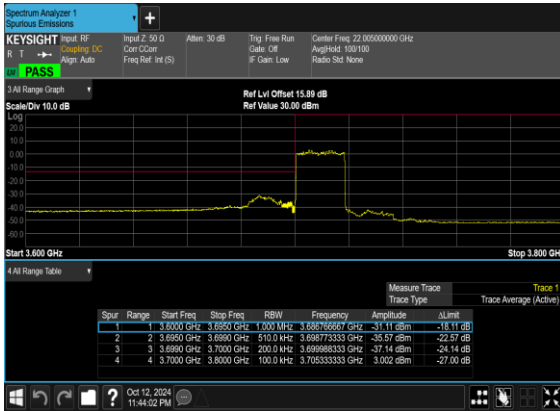 Spectrum Analyzer 1
Spurious Emissions
+
KEYSIGHT Input: RF Input Z: 50 Ω Atten: 30 dB Trig: Free Run Center Freq: 22.005000000 GHz
R T Coupling: DC Corr CCorr Gate: Off Avg|Hold: 100/100
Align: Auto Freq Ref: Int (S) IF Gain: Low Radio Std: None
LNI PASS
3 All Range Graph Ref Lvl Offset 15.89 dB
Scale/Div 10.0 dB Ref Value 30.00 dBm
Log
20.0
10.0
0.00
-10.0
-20.0
-30.0
-40.0
-50.0
-60.0
Start 3.600 GHz Stop 3.800 GH
4 All Range Table
Measure Trace Trace 1
Trace Type Trace Average (Active)
Spur Range Start Freq Stop Freq RBW Frequency Amplitude ΔLimit
1 1 3.6000 GHz 3.6950 GHz 1.000 MHz 3.686766667 GHz -31.11 dBm -18.11 dB
2 2 3.6950 GHz 3.6990 GHz 510.0 kHz 3.698773333 GHz -35.57 dBm -22.57 dB
3 3 3.6990 GHz 3.7000 GHz 200.0 kHz 3.699988333 GHz -37.14 dBm -24.14 dB
4 4 3.7000 GHz 3.8000 GHz 100.0 kHz 3.705333333 GHz 3.002 dBm -27.00 dB
? Oct 12, 2024
11:44:02 PM